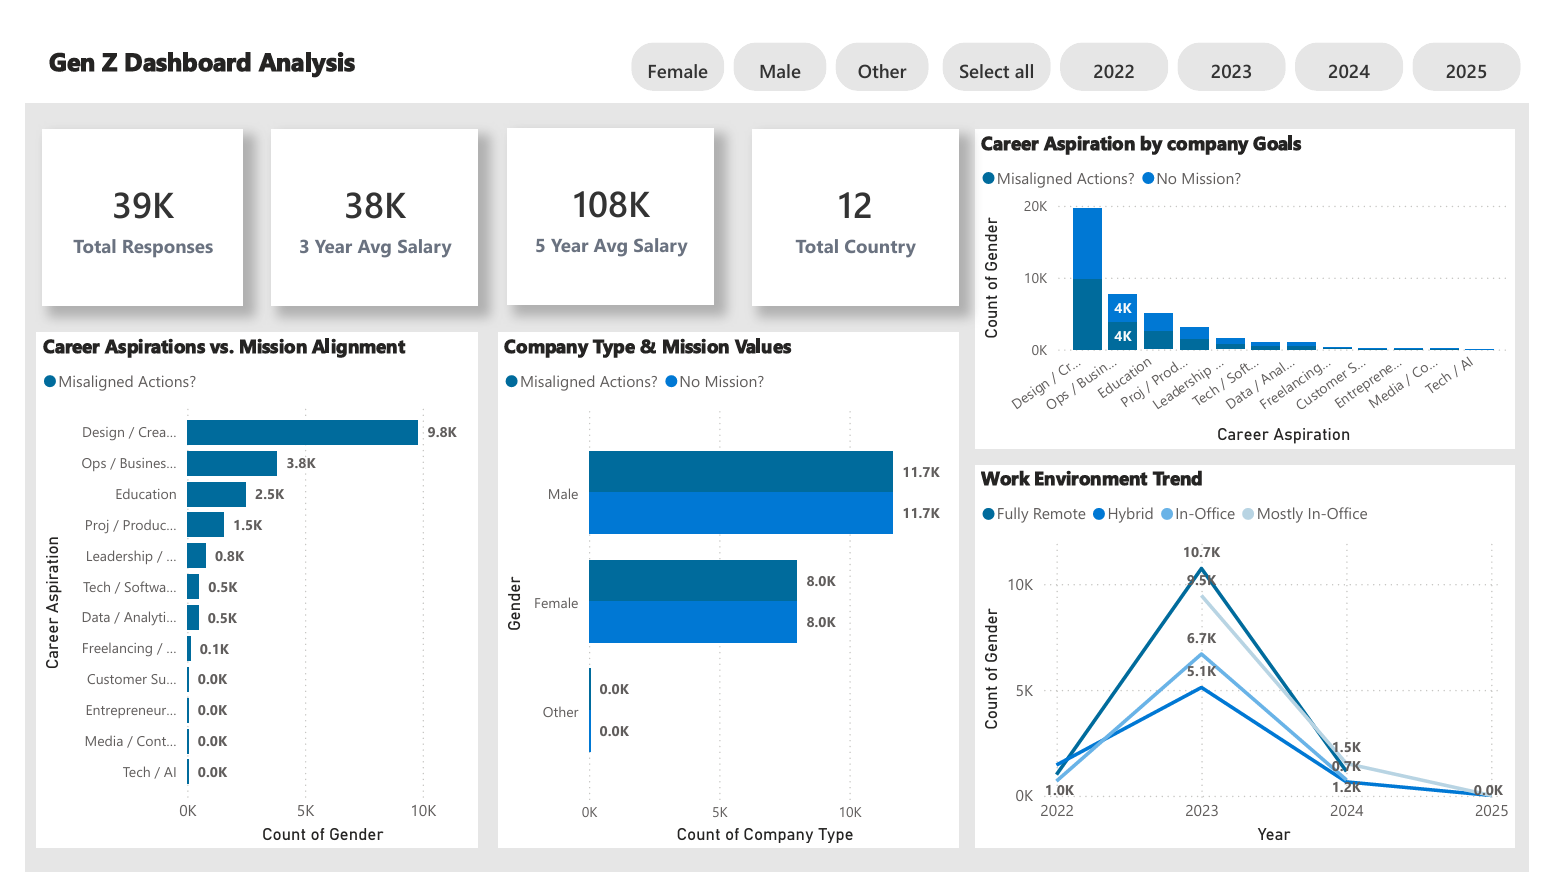 Gen Z Dashboard Analysis
Female
Male
Other
Select all
2022
2023
2024
2025
39K
Total Responses
38K
3 Year Avg Salary
108K
5 Year Avg Salary
12
Total Country
Career Aspiration by company Goals
Misaligned Actions? No Mission?
Count of Gender
20K
10K
0K
4K
4K
Design / Cr...
Ops / Busin...
Education
Proj / Prod...
Leadership ...
Tech / Soft...
Data / Anal...
Freelancing...
Customer S...
Entreprene...
Media / Co...
Tech / AI
Career Aspiration
Career Aspirations vs. Mission Alignment
Misaligned Actions?
Career Aspiration
Design / Crea... 9.8K
Ops / Busines... 3.8K
Education 2.5K
Proj / Produc... 1.5K
Leadership / ... 0.8K
Tech / Softwa... 0.5K
Data / Analyti... 0.5K
Freelancing / ... 0.1K
Customer Su... 0.0K
Entrepreneur... 0.0K
Media / Cont... 0.0K
Tech / AI 0.0K
0K 5K 10K
Count of Gender
Company Type & Mission Values
Misaligned Actions? No Mission?
Gender
Male
11.7K
11.7K
Female
8.0K
8.0K
Other
0.0K
0.0K
0K 5K 10K
Count of Company Type
Work Environment Trend
Fully Remote Hybrid In-Office Mostly In-Office
Count of Gender
10K
5K
0K
10.7K
9.5K
6.7K
5.1K
1.5K
0.7K
1.2K
1.0K
0.0K
2022 2023 2024 2025
Year